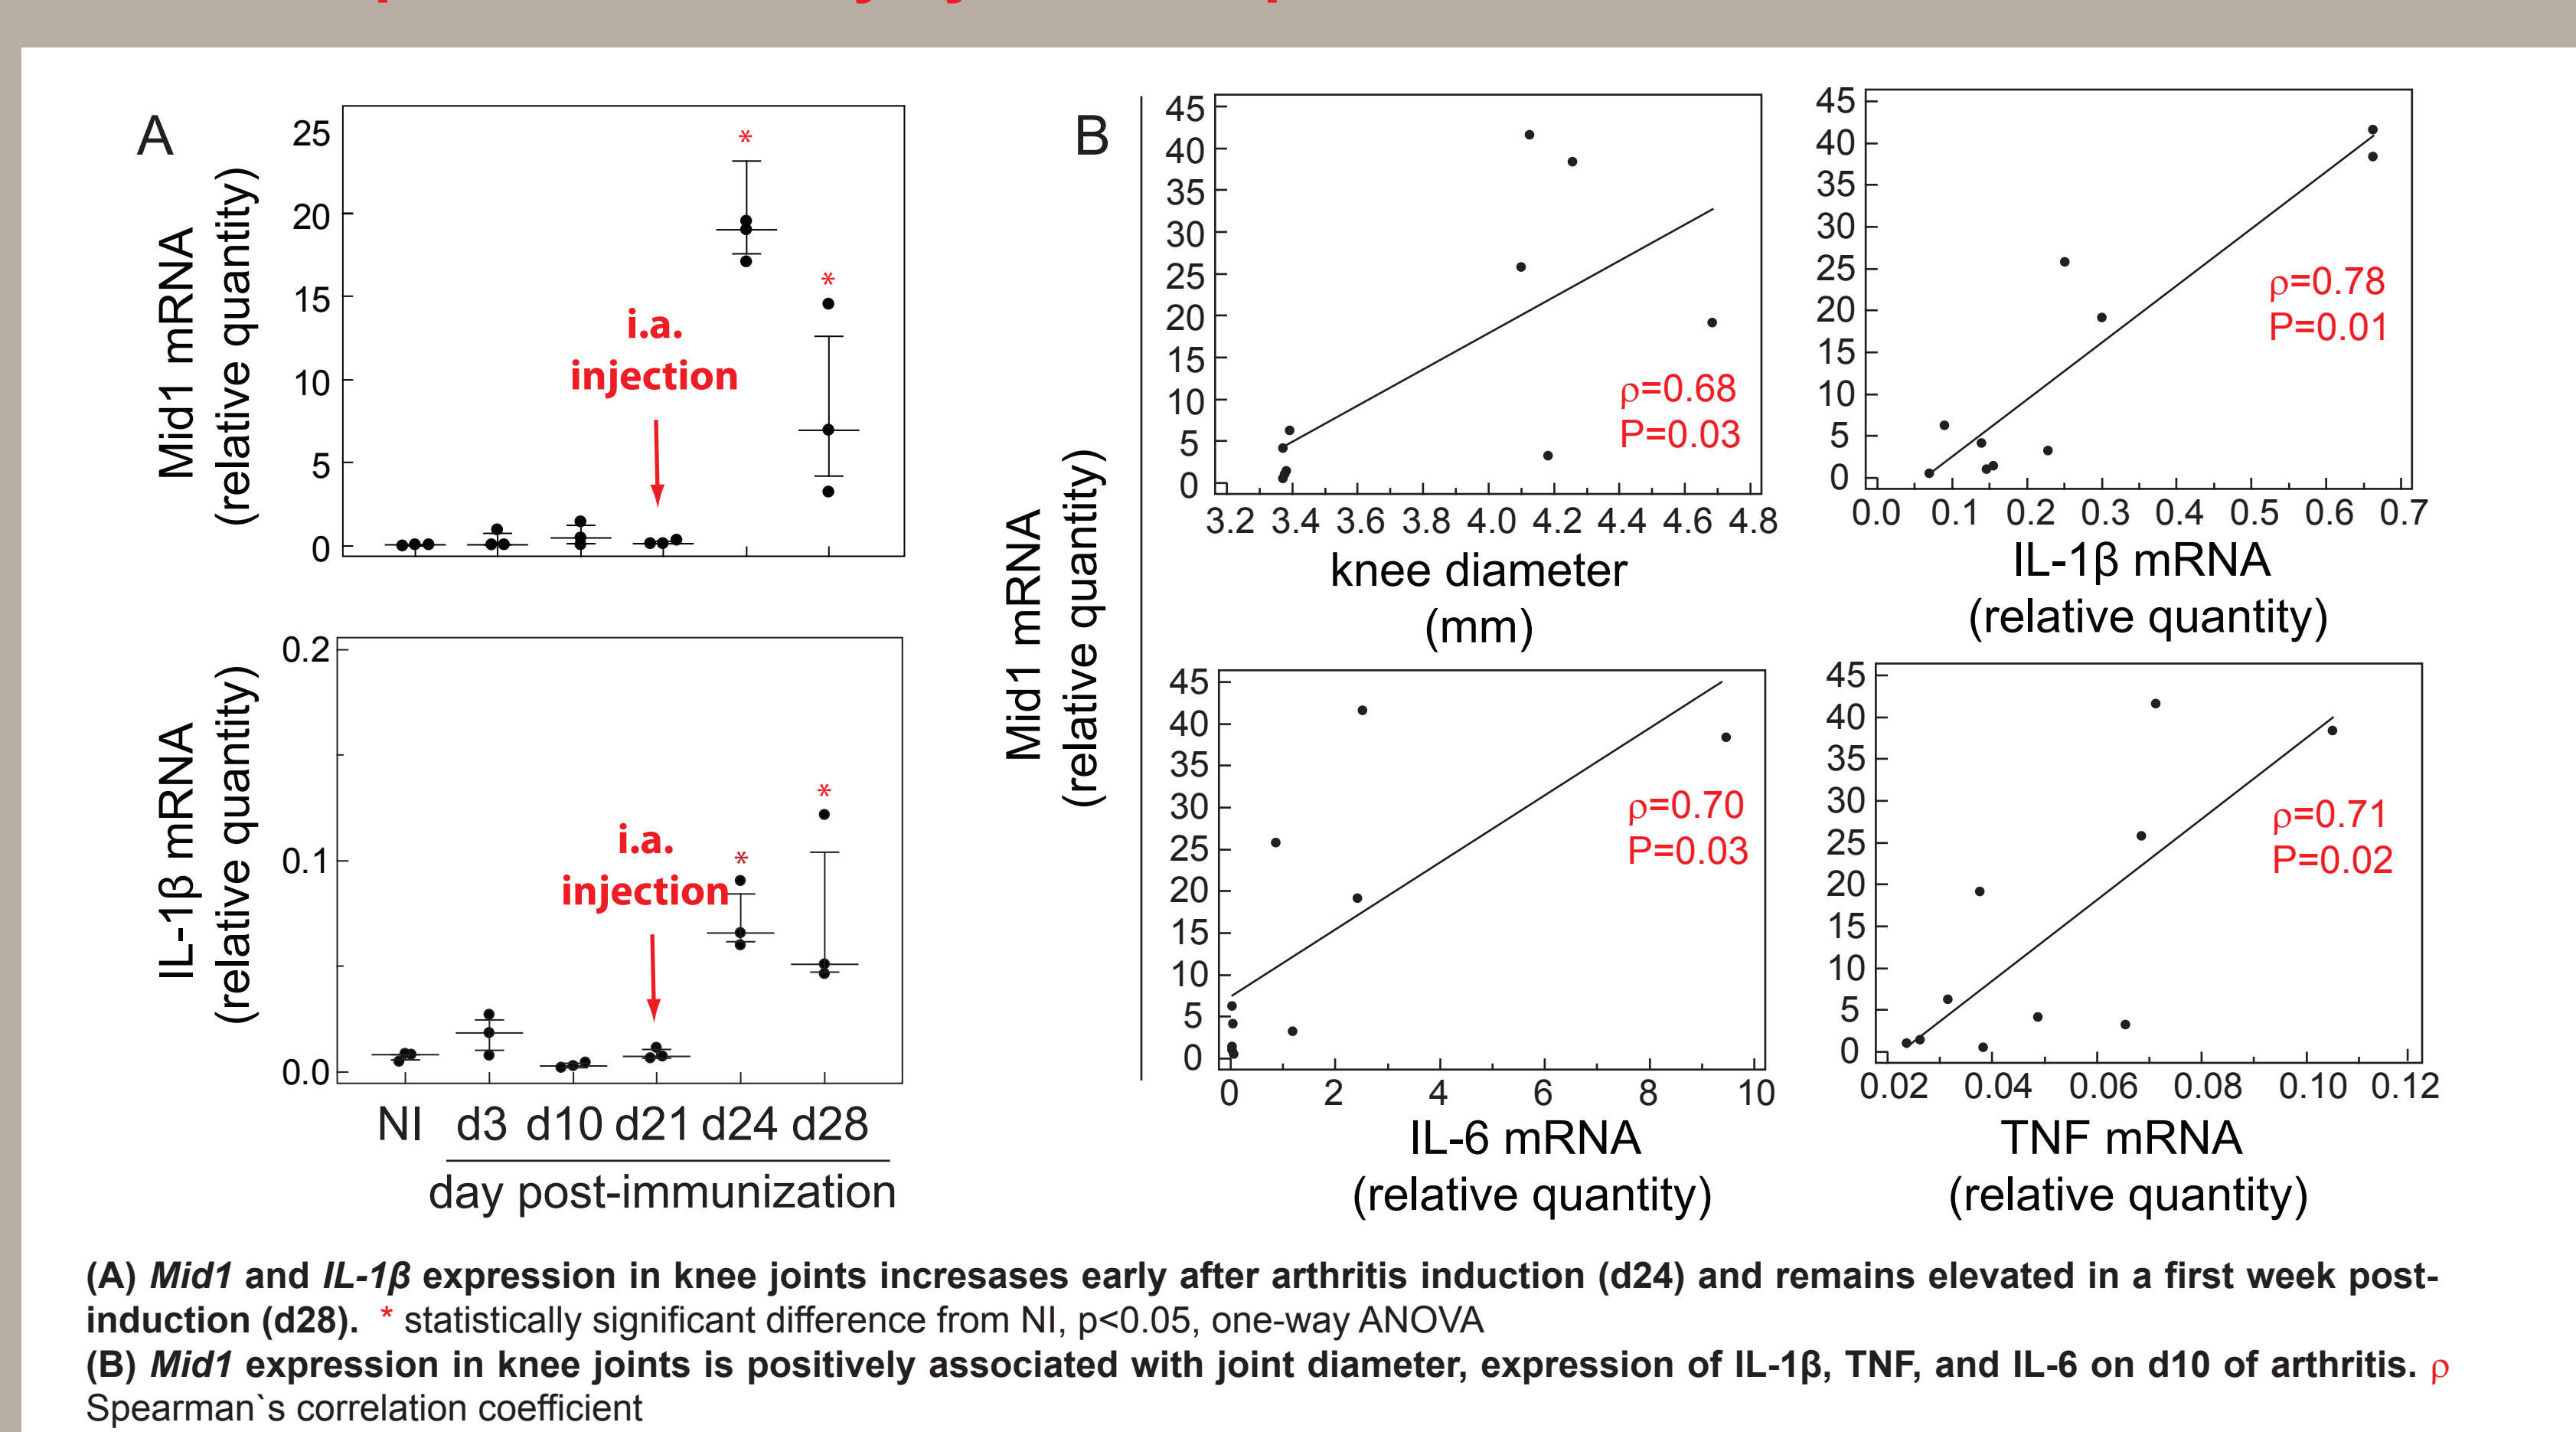 A
Mid1 mRNA
(relative quantity)
25
20
15
10
5
0
*
*
i.a.
injection
IL-1β mRNA
(relative quantity)
0.2
0.1
0.0
*
*
i.a.
injection
NI d3 d10 d21 d24 d28
day post-immunization
B
Mid1 mRNA
(relative quantity)
45
40
35
30
25
20
15
10
5
0
ρ=0.68
P=0.03
3.2 3.4 3.6 3.8 4.0 4.2 4.4 4.6 4.8
knee diameter
(mm)
45
40
35
30
25
20
15
10
5
0
ρ=0.78
P=0.01
0.0 0.1 0.2 0.3 0.4 0.5 0.6 0.7
IL-1β mRNA
(relative quantity)
45
40
35
30
25
20
15
10
5
0
ρ=0.70
P=0.03
0 2 4 6 8 10
IL-6 mRNA
(relative quantity)
45
40
35
30
25
20
15
10
5
0
ρ=0.71
P=0.02
0.02 0.04 0.06 0.08 0.10 0.12
TNF mRNA
(relative quantity)
(A) Mid1 and IL-1β expression in knee joints incresases early after arthritis induction (d24) and remains elevated in a first week post-
induction (d28). * statistically significant difference from NI, p<0.05, one-way ANOVA
(B) Mid1 expression in knee joints is positively associated with joint diameter, expression of IL-1β, TNF, and IL-6 on d10 of arthritis. ρ
Spearman`s correlation coefficient